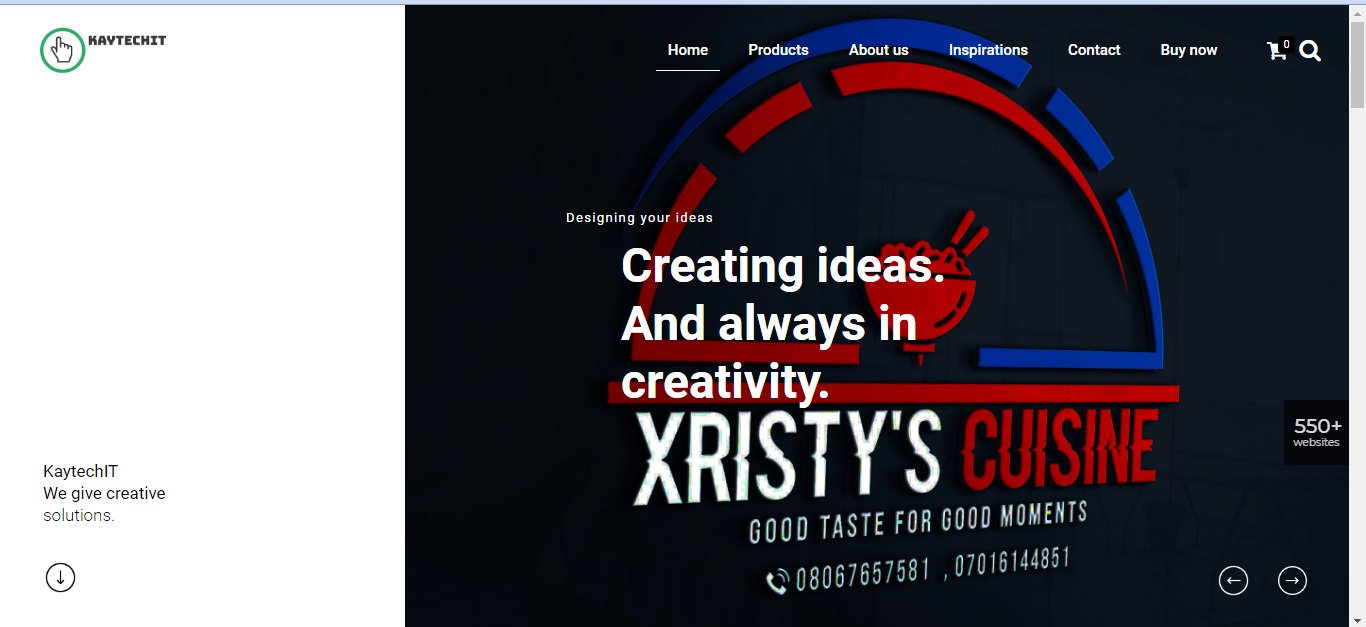 KAYTECHIT
Home Products About us Inspirations Contact Buy now 0
Designing your ideas
Creating ideas.
And always in
creativity.
XRISTY'S CUISINE
GOOD TASTE FOR GOOD MOMENTS
08067657581 , 07016144851
550+
websites
KaytechIT
We give creative
solutions.